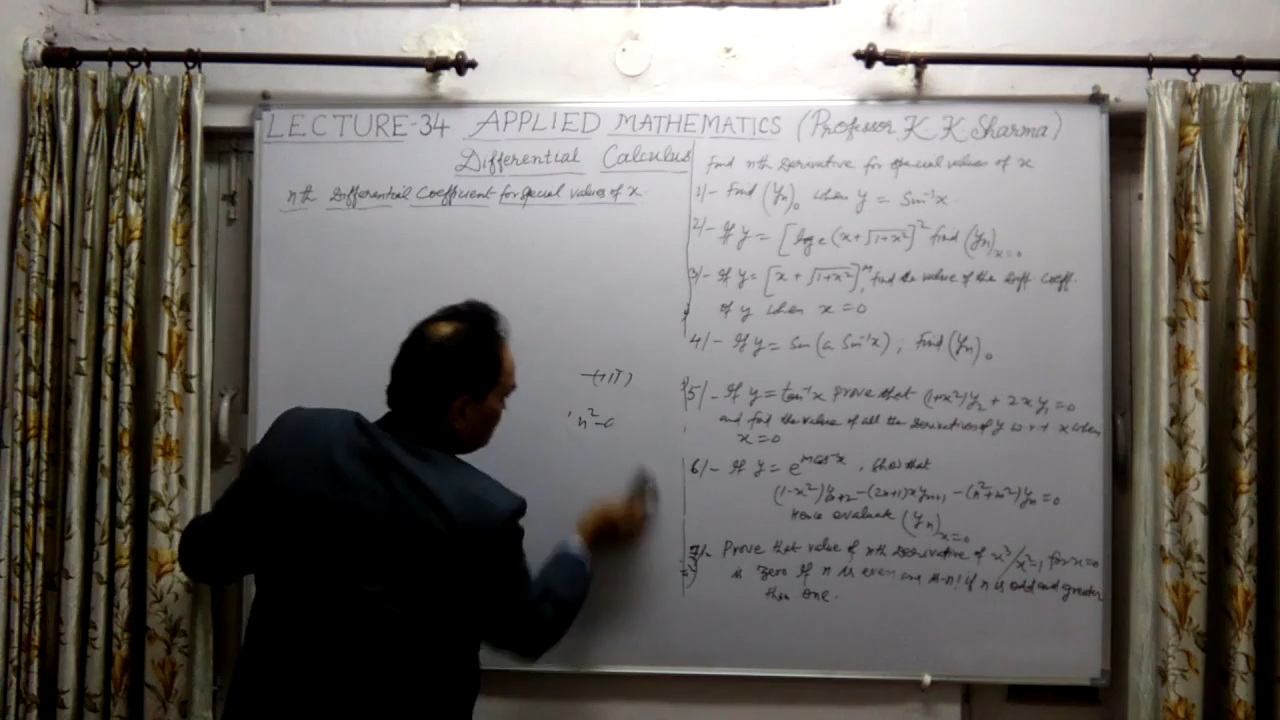 LECTURE-34 APPLIED MATHEMATICS (Professor K K Sharma)
Differential Calculus
nth Differential Coefficient for special values of x.
Find nth derivative for special values of x
1/- Find (yₙ)₀ when y = Sin⁻¹x.
2/- If y = [log e (x + √1+x²)]² find (yₙ)ₓ₌₀
3/- If y = [x + √1+x²]ᵐ, find the value of the diff coeff.
of y when x = 0
4/- If y = Sin (a Sin⁻¹x) ; Find (yₙ)₀
5/- If y = tan⁻¹x prove that (1+x²)y₂ + 2xy₁ = 0
and find the value of all the derivatives of y w.r.t x when
x = 0
6/- If y = e^mcos⁻¹x, Show that
(1-x²)yₙ₊₂ - (2n+1)xyₙ₊₁ - (n²+m²)yₙ = 0
Hence evaluate (yₙ)ₓ₌₀
Prove that value of nth derivative of x³/x²-1 for x=0
is zero if n is even and is -n! if n is odd and greater
than one.
n²-